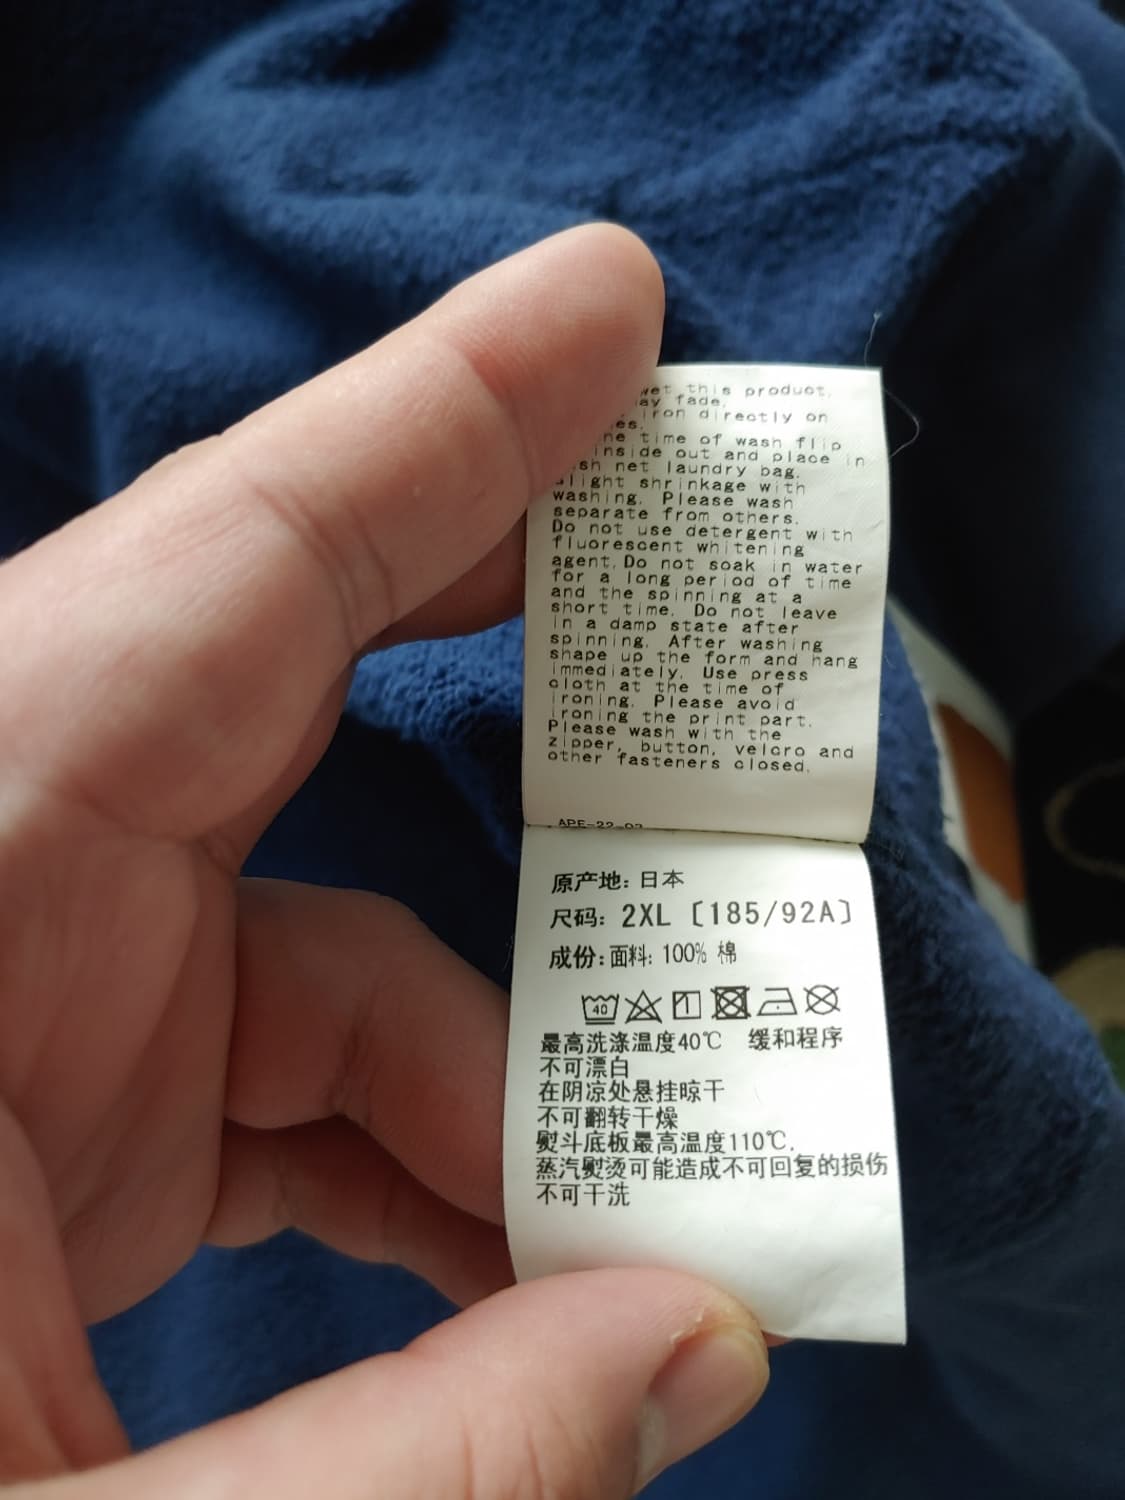 wet this product,
fade,
iron directly on
time of wash flip
inside out and place in
net laundry bag.
slight shrinkage with
washing. Please wash
separate from others.
Do not use detergent with
fluorescent whitening
agent. Do not soak in water
for a long period of time
and the spinning at a
short time. Do not leave
in a damp state after
spinning. After washing
shape up the form and hang
immediately. Use press
cloth at the time of
ironing. Please avoid
ironing the print part.
Please wash with the
zipper, button, velcro and
other fasteners closed.
原产地: 日本
尺码: 2XL [185/92A]
成份: 面料: 100% 棉
40
最高洗涤温度40℃ 缓和程序
不可漂白
在阴凉处悬挂晾干
不可翻转干燥
熨斗底板最高温度110℃,
蒸汽熨烫可能造成不可回复的损伤
不可干洗